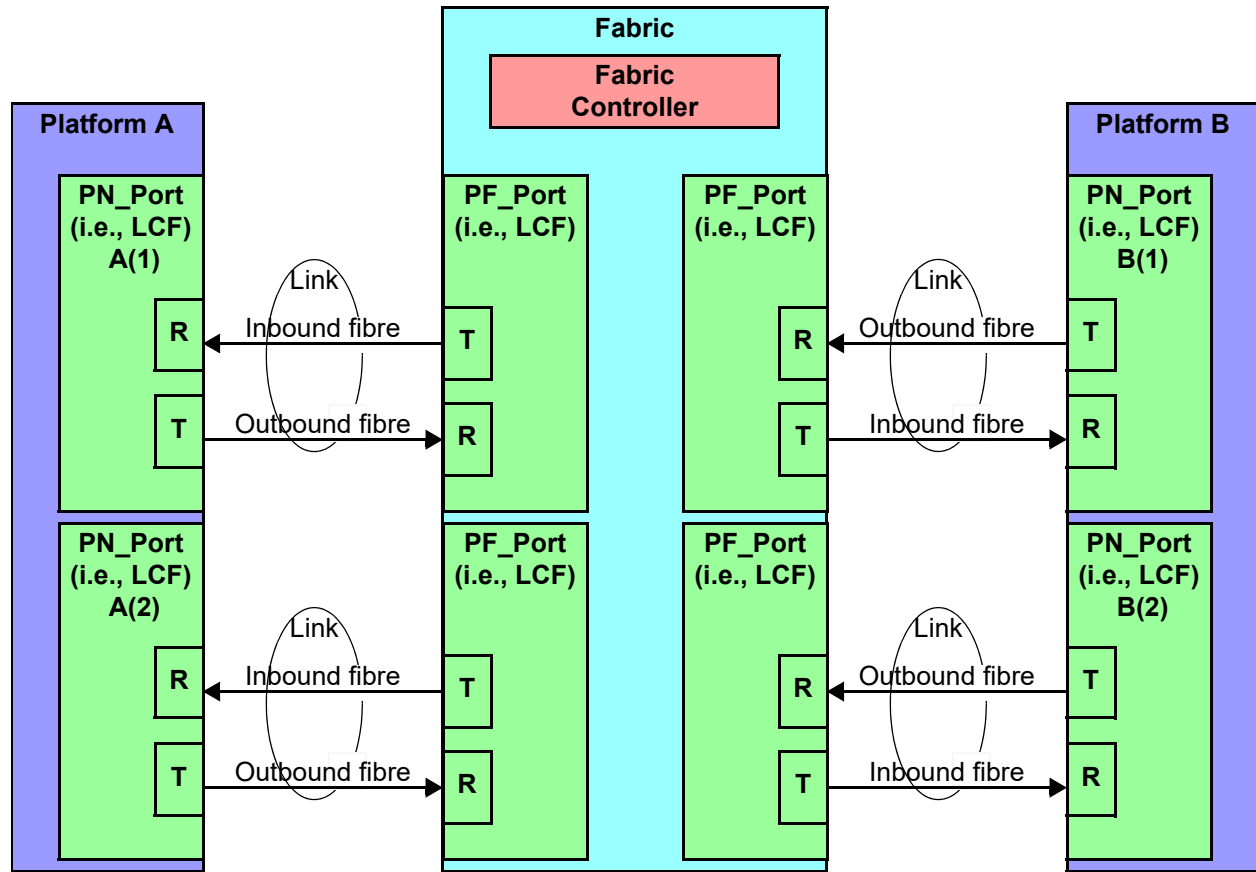 Fabric
Fabric
Controller
Platform A
Platform B
PN_Port
(i.e., LCF)
A(1)
PF_Port
(i.e., LCF)
PF_Port
(i.e., LCF)
PN_Port
(i.e., LCF)
B(1)
Link
Link
R
Inbound fibre
T
R
Outbound fibre
T
T
Outbound fibre
R
T
Inbound fibre
R
PN_Port
(i.e., LCF)
A(2)
PF_Port
(i.e., LCF)
PF_Port
(i.e., LCF)
PN_Port
(i.e., LCF)
B(2)
Link
Link
R
Inbound fibre
T
R
Outbound fibre
T
T
Outbound fibre
R
T
Inbound fibre
R